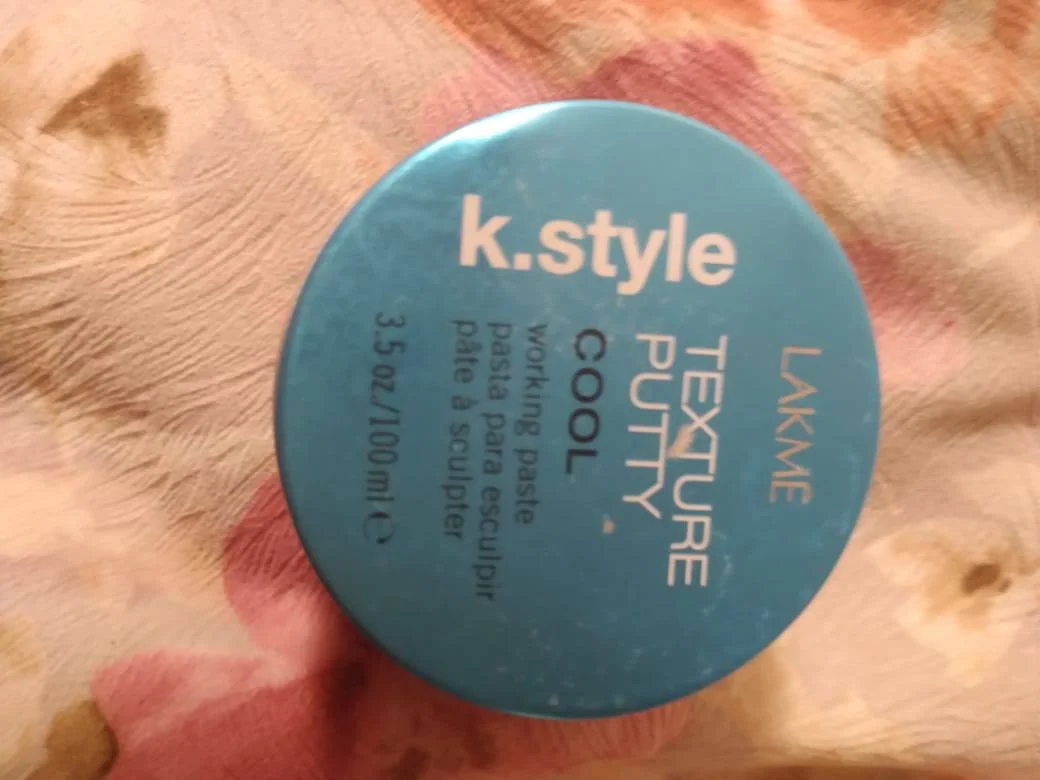 LAKME
TEXTURE
PUTTY
k.style
COOL
working paste
pasta para esculpir
pâte à sculpter
3.5 oz./100ml ℮